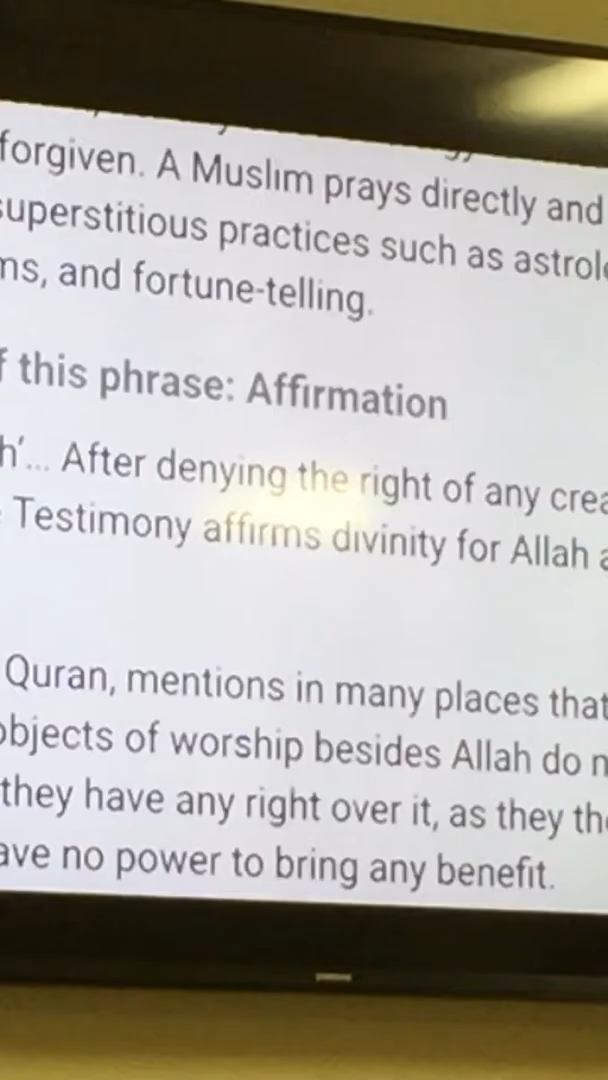 forgiven. A Muslim prays directly and
superstitious practices such as astrol
ms, and fortune-telling.
f this phrase: Affirmation
h'... After denying the right of any crea
Testimony affirms divinity for Allah a
Quran, mentions in many places that
objects of worship besides Allah do n
they have any right over it, as they th
ave no power to bring any benefit.